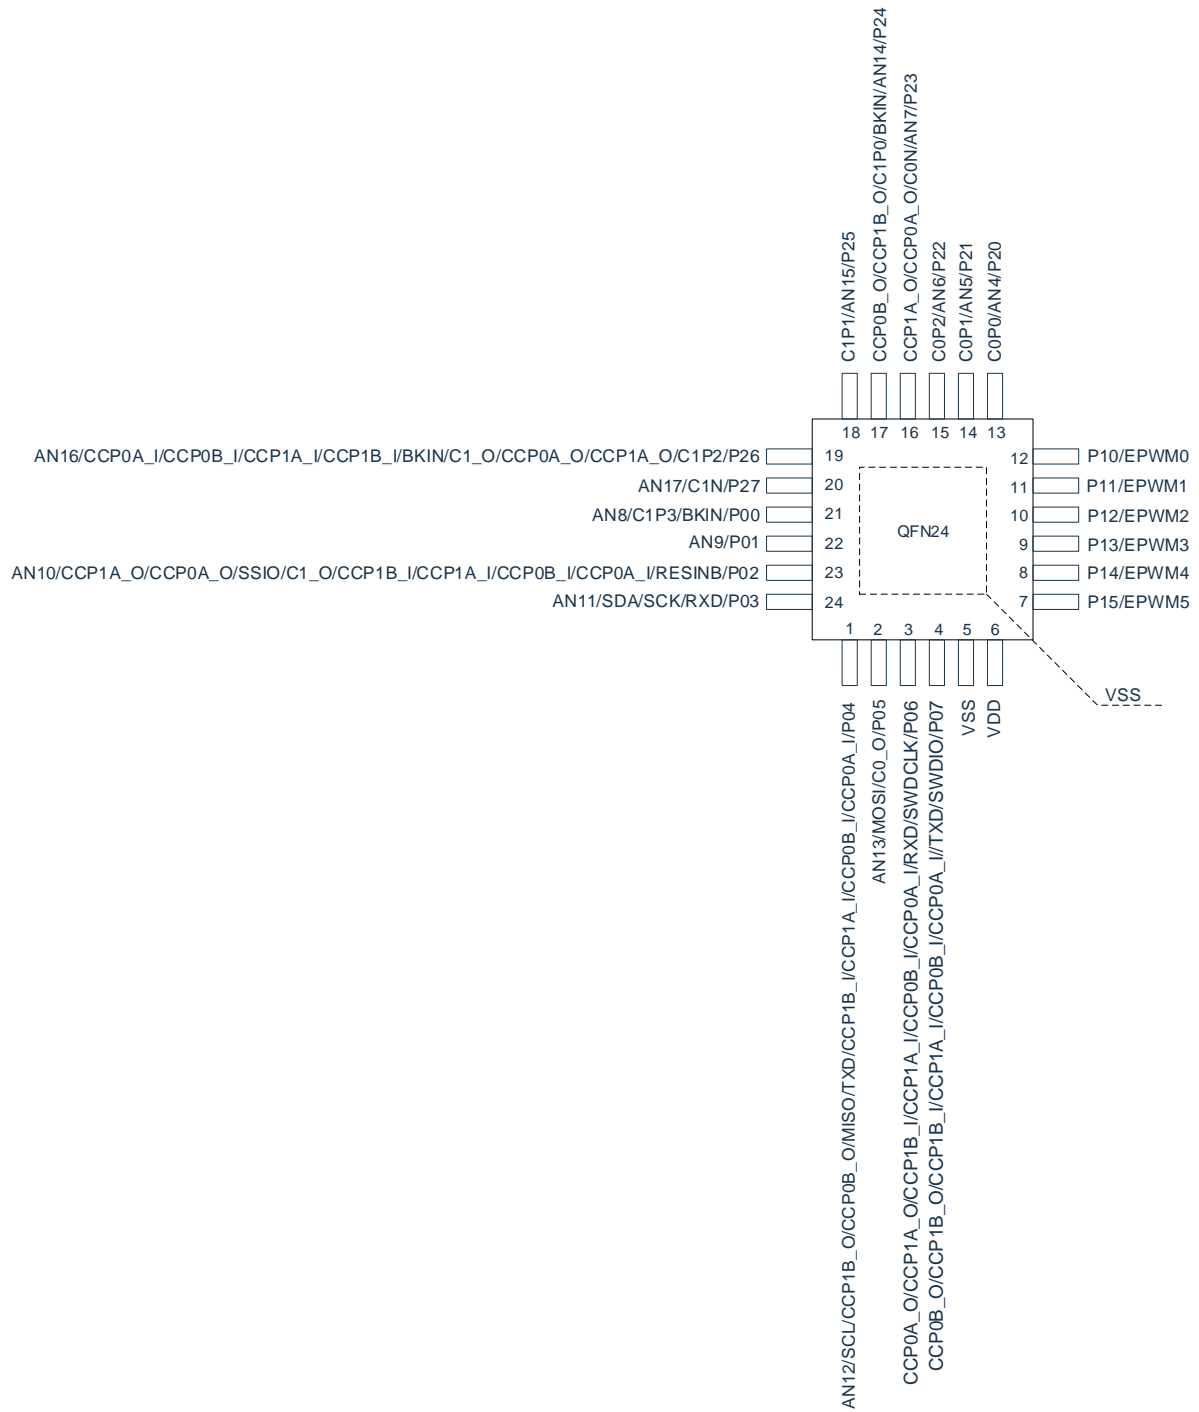 C1P1/AN15/P25
CCP0B_O/CCP1B_O/C1P0/BKIN/AN14/P24
CCP1A_O/CCP0A_O/C0N/AN7/P23
C0P2/AN6/P22
C0P1/AN5/P21
C0P0/AN4/P20
18 17 16 15 14 13
AN16/CCP0A_I/CCP0B_I/CCP1A_I/CCP1B_I/BKIN/C1_O/CCP0A_O/CCP1A_O/C1P2/P26 19
12 P10/EPWM0
AN17/C1N/P27 20
11 P11/EPWM1
AN8/C1P3/BKIN/P00 21
10 P12/EPWM2
QFN24
AN9/P01 22
9 P13/EPWM3
AN10/CCP1A_O/CCP0A_O/SSIO/C1_O/CCP1B_I/CCP1A_I/CCP0B_I/CCP0A_I/RESINB/P02 23
8 P14/EPWM4
AN11/SDA/SCK/RXD/P03 24
7 P15/EPWM5
1 2 3 4 5 6
VSS
AN12/SCL/CCP1B_O/CCP0B_O/MISO/TXD/CCP1B_I/CCP1A_I/CCP0B_I/CCP0A_I/P04
AN13/MOSI/C0_O/P05
CCP0A_O/CCP1A_O/CCP1B_I/CCP1A_I/CCP0B_I/CCP0A_I/RXD/SWDCLK/P06
CCP0B_O/CCP1B_O/CCP1B_I/CCP1A_I/CCP0B_I/CCP0A_I//TXD/SWDIO/P07
VSS
VDD